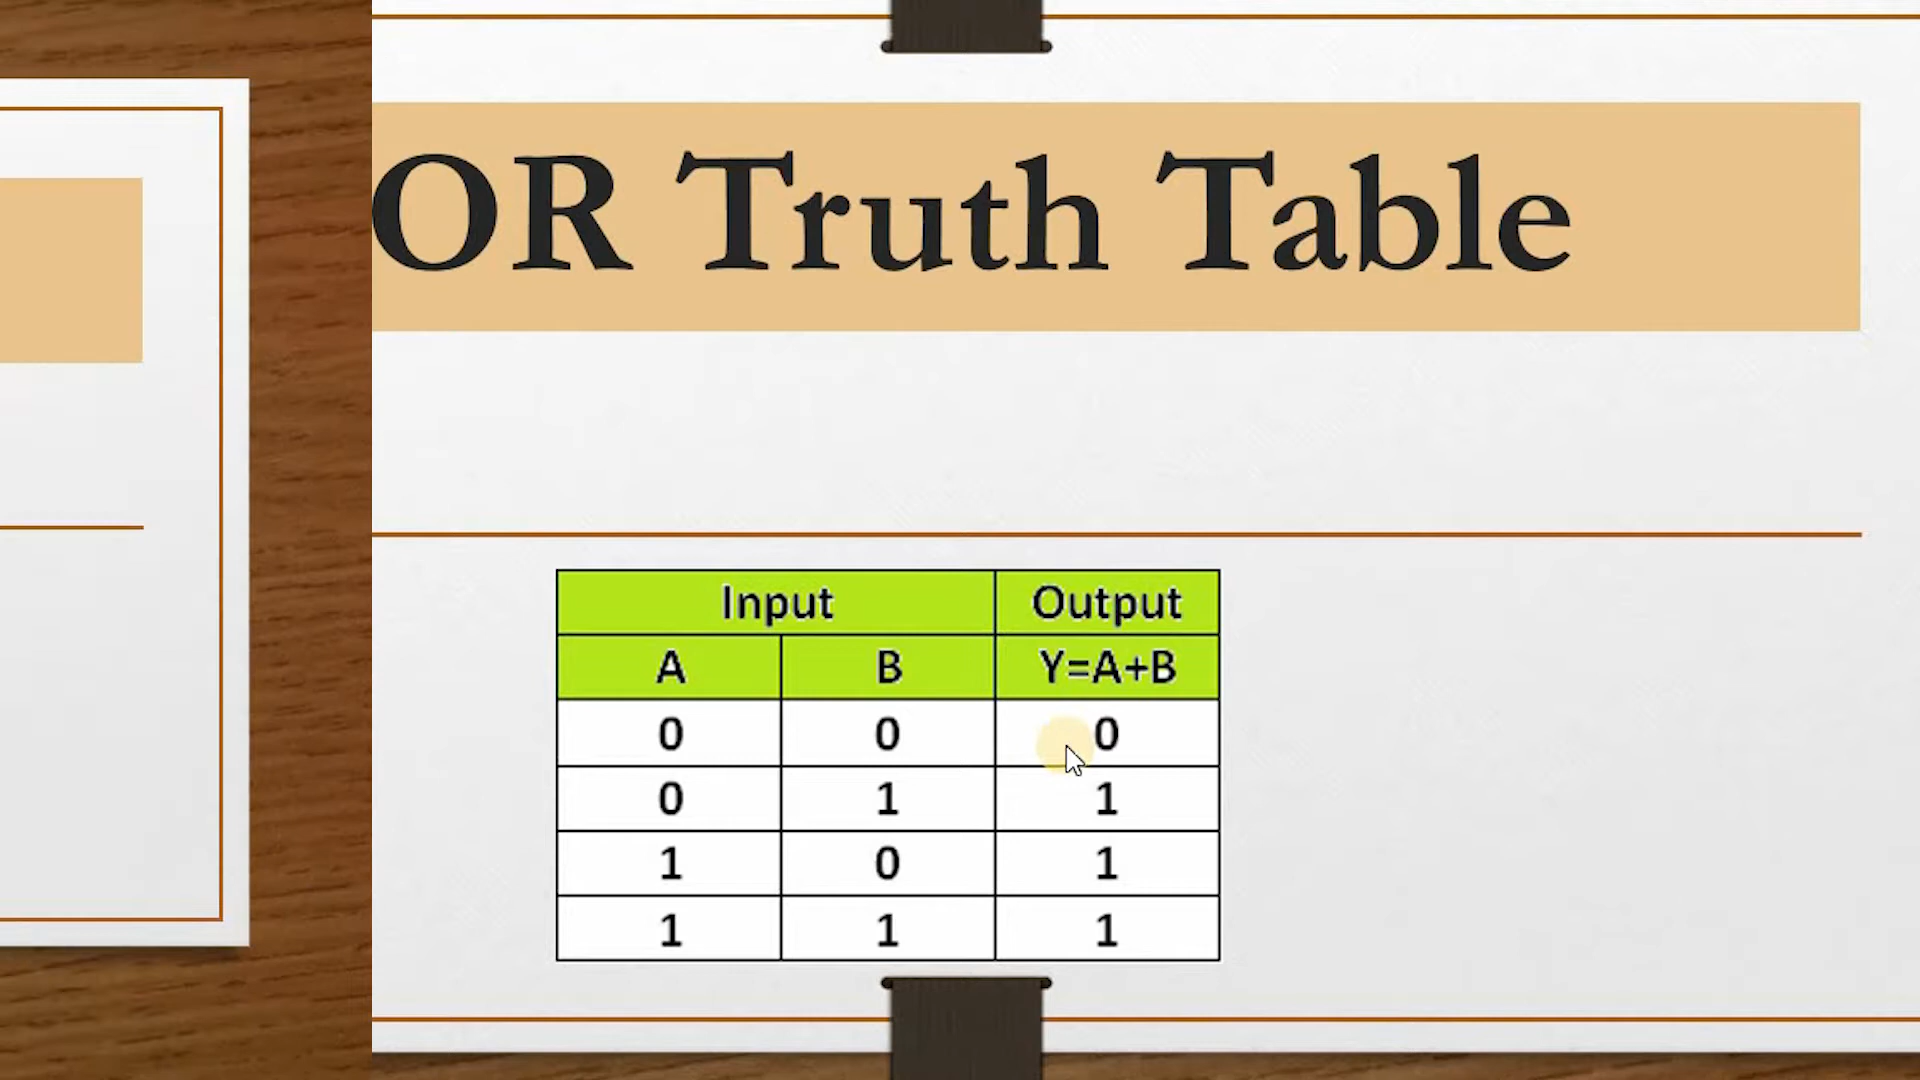 OR Truth Table
Input Output
A B Y=A+B
0 0 0
0 1 1
1 0 1
1 1 1